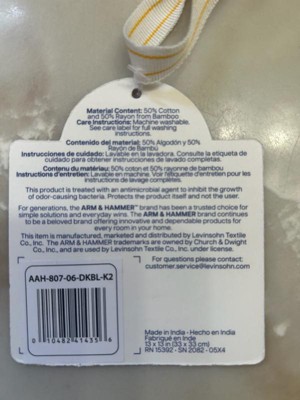 Material Content: 50% Cotton
and 50% Rayon from Bamboo
Care Instructions: Machine washable.
See care label for full washing
instructions.
Contenido del material: 50% Algodón y 50%
Rayon de Bambú
Instrucciones de cuidado: Lavable en la lavadora. Consulte la etiqueta de
cuidado para obtener instrucciones de lavado completas.
Contenu du matériau: 50% coton et 50% rayonne de bambou
Instructions d'entretien: Lavable en machine. Voir l'étiquette d'entretien pour les
instructions de lavage complètes.
This product is treated with an antimicrobial agent to inhibit the growth
of odor-causing bacteria. Protects the product itself and not the user.
For generations, the ARM & HAMMER™ brand has been a trusted choice for
simple solutions and everyday wins. The ARM & HAMMER brand continues
to be a beloved brand offering innovative and dependable products for
every room in your home.
This item is manufactured, marketed and distributed by Levinsohn Textile
Co., Inc. The ARM & HAMMER trademarks are owned by Church & Dwight
Co., Inc. and are used by Levinsohn Textile Co., Inc. under license.
For questions please contact:
customer.service@levinsohn.com
AAH-807-06-DKBL-K2
0 10482 41435 6
Made in India - Hecho en India
Fabriqué en Inde
13 x 13 in (33 x 33 cm)
RN 15392 - SN 2082 - 05X4